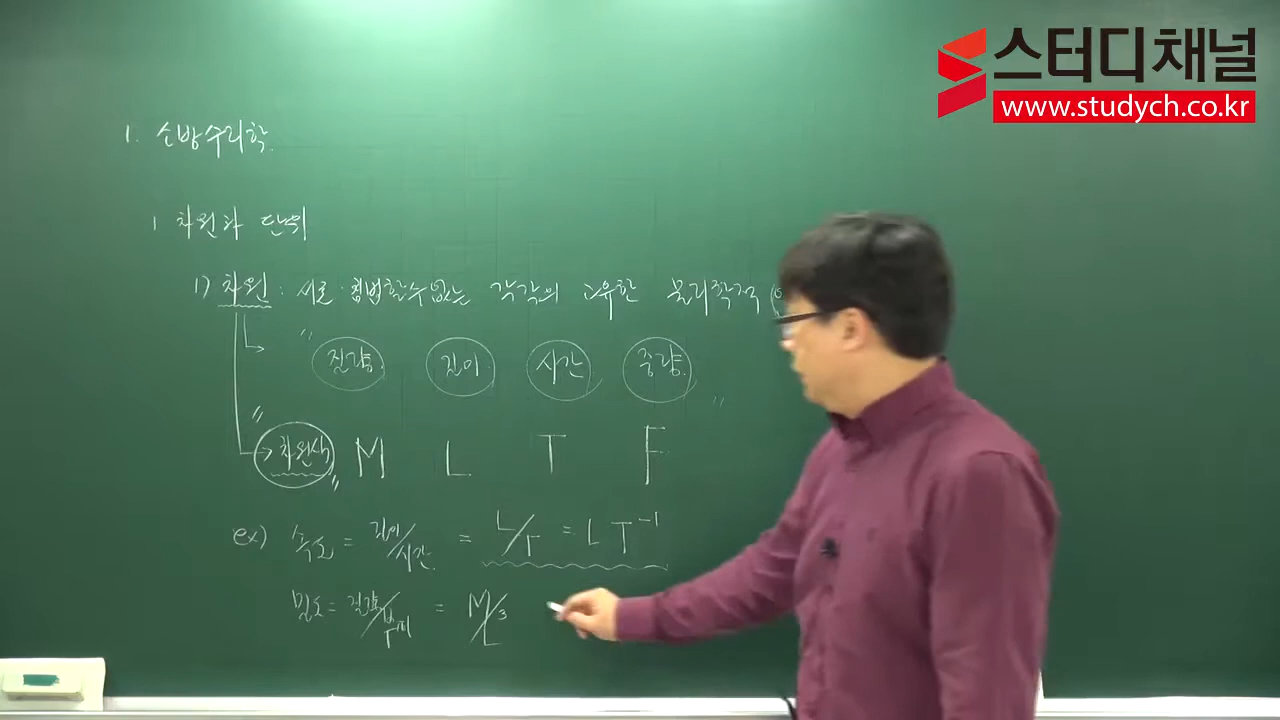 스터디채널
www.studych.co.kr
1. 소방수리학.
1 차원과 단위
1) 차원 : 서로 침범할 수 없는 각각의 고유한 물리학적 (
" 질량. 길이 시간 중량. "
" 차원식 " M L T F
ex) 속도 = 길이/시간. = L/T = L T⁻¹
밀도 = 질량/부피 = M/L³